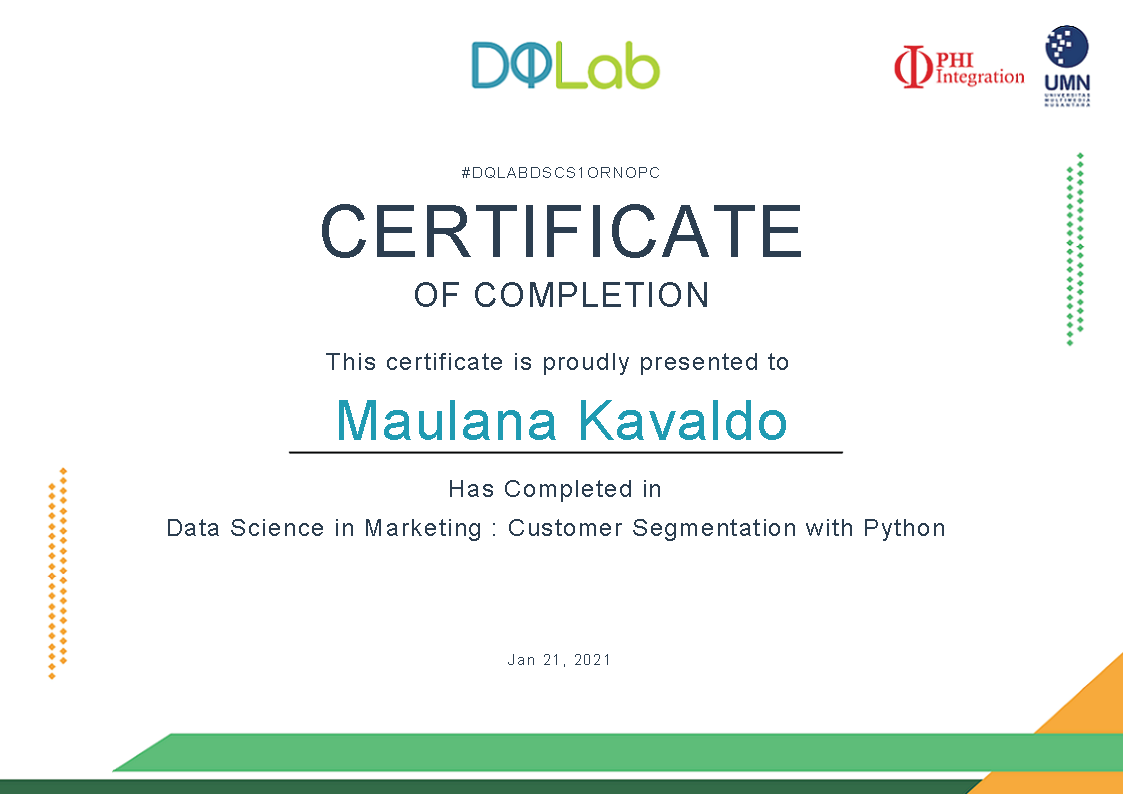 DQLab
PHI
Integration
UMN
UNIVERSITAS
MULTIMEDIA
NUSANTARA
#DQLABDSCS1ORNOPC
CERTIFICATE
OF COMPLETION
This certificate is proudly presented to
Maulana Kavaldo
Has Completed in
Data Science in Marketing : Customer Segmentation with Python
Jan 21, 2021